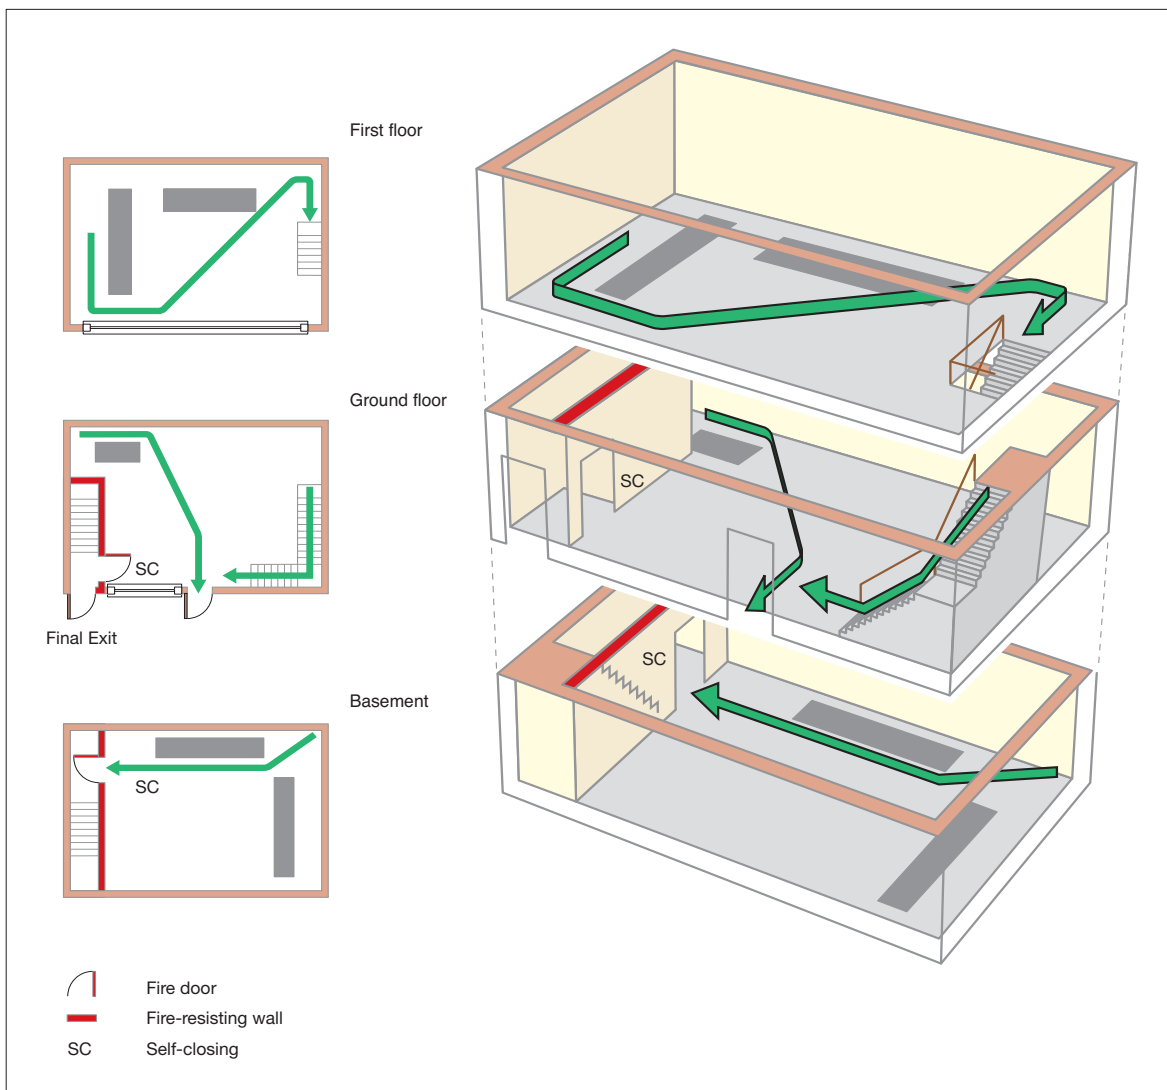 First floor
Ground floor
SC
SC
Final Exit
SC
Basement
SC
Fire door
Fire-resisting wall
SC Self-closing